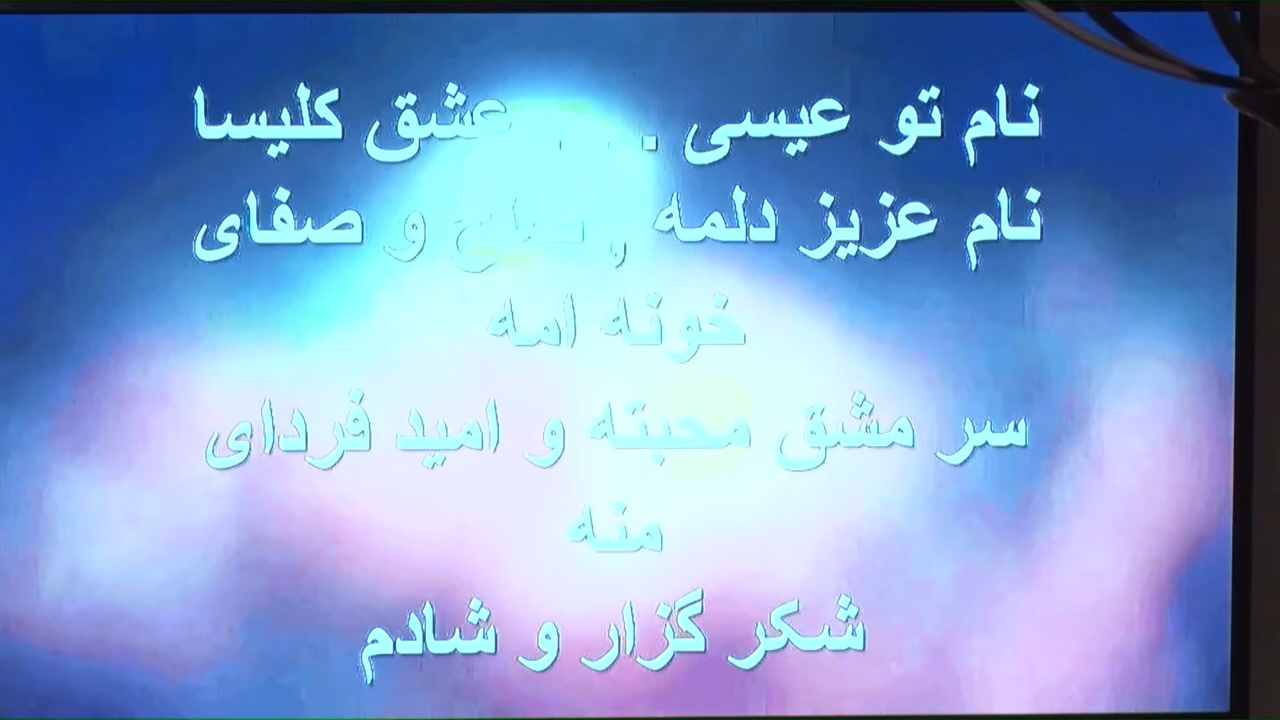 نام تو عیسی . . . عشق کلیسا
نام عزیز دلمه , صلح و صفای
خونه امه
سر مشق محبته و امید فردای
منه
شکر گزار و شادم